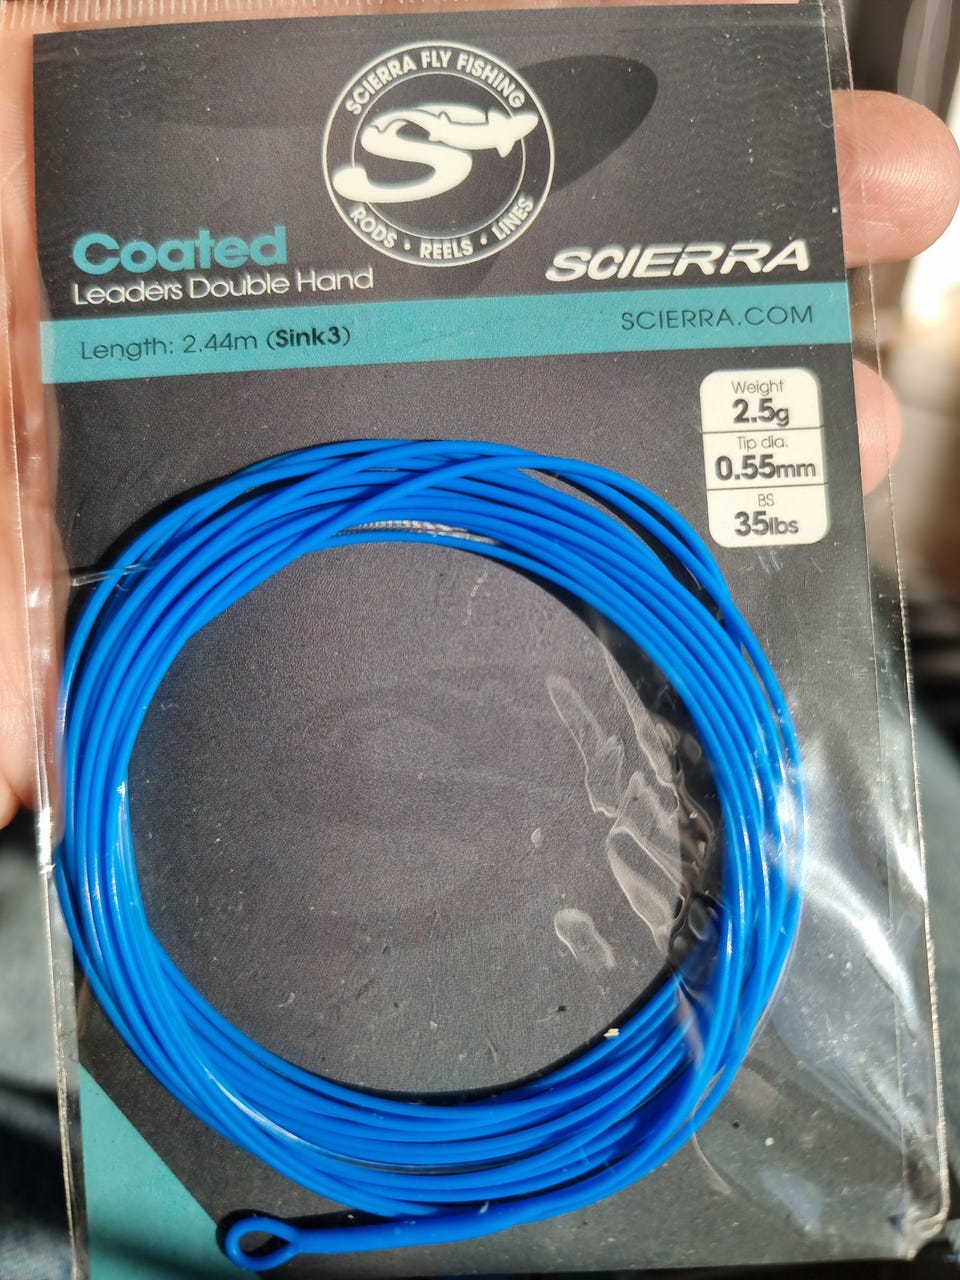 SCIERRA FLY FISHING
RODS • REELS • LINES
Coated
Leaders Double Hand
SCIERRA
Length: 2.44m (Sink3)
SCIERRA.COM
Weight
2.5g
Tip dia.
0.55mm
BS
35lbs